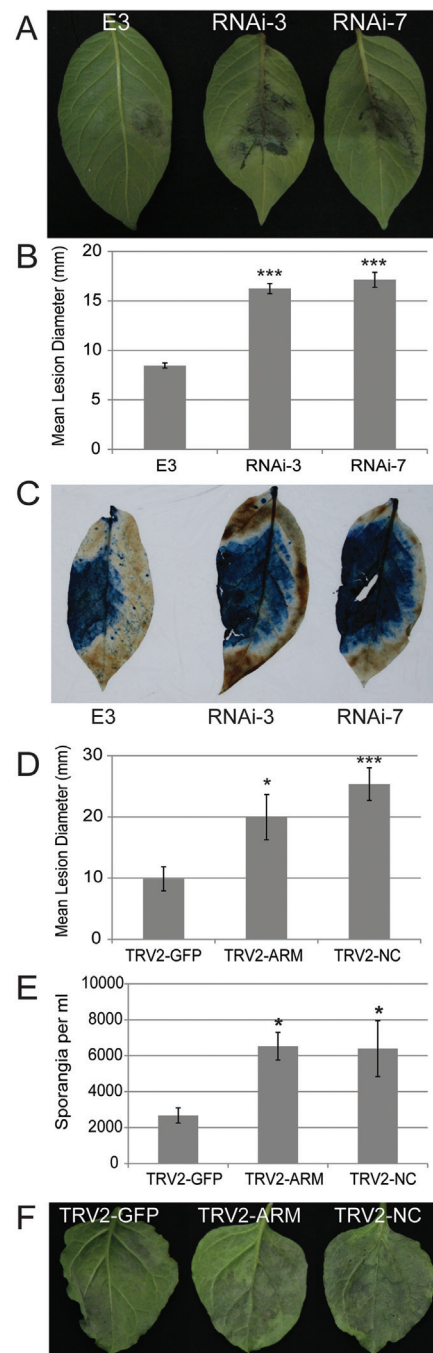 A
E3 RNAi-3 RNAi-7
B
Mean Lesion Diameter (mm)
20
15
10
5
0
***
***
E3 RNAi-3 RNAi-7
C
E3 RNAi-3 RNAi-7
D
Mean Lesion Diameter (mm)
30
20
10
0
*
***
TRV2-GFP TRV2-ARM TRV2-NC
E
Sporangia per ml
10000
8000
6000
4000
2000
0
*
*
TRV2-GFP TRV2-ARM TRV2-NC
F
TRV2-GFP TRV2-ARM TRV2-NC